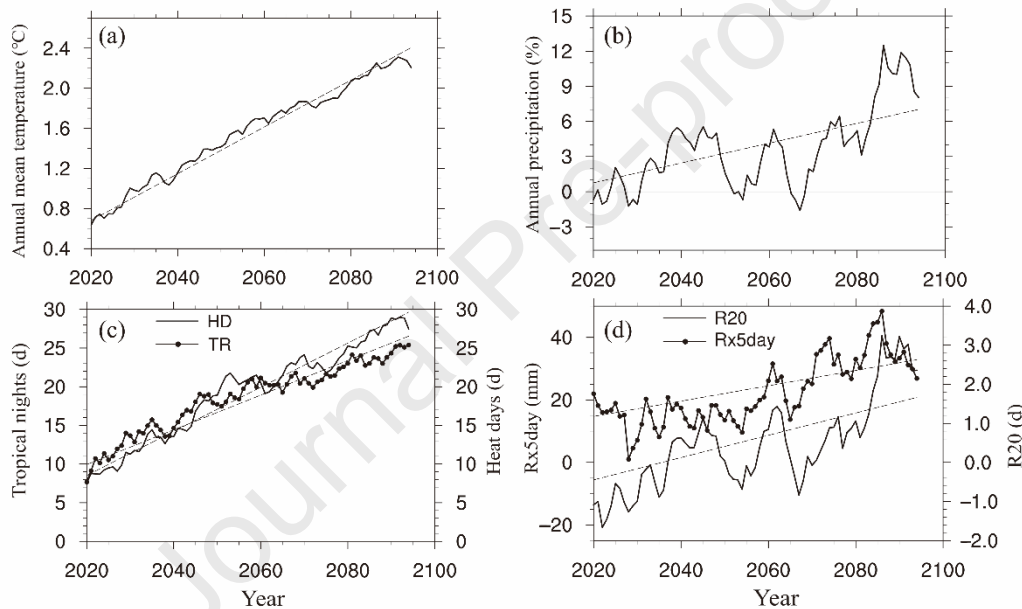 (a)
Annual mean temperature (°C)
2.4
2.0
1.6
1.2
0.8
0.4
2020 2040 2060 2080 2100
(b)
Annual precipitation (%)
15
12
9
6
3
0
−3
2020 2040 2060 2080 2100
(c)
HD
TR
Tropical nights (d)
30
25
20
15
10
5
0
Heat days (d)
30
25
20
15
10
5
0
2020 2040 2060 2080 2100
Year
(d)
R20
Rx5day
Rx5day (mm)
40
20
0
−20
R20 (d)
4.0
3.0
2.0
1.0
0.0
−1.0
−2.0
2020 2040 2060 2080 2100
Year
Journal Pre-proo